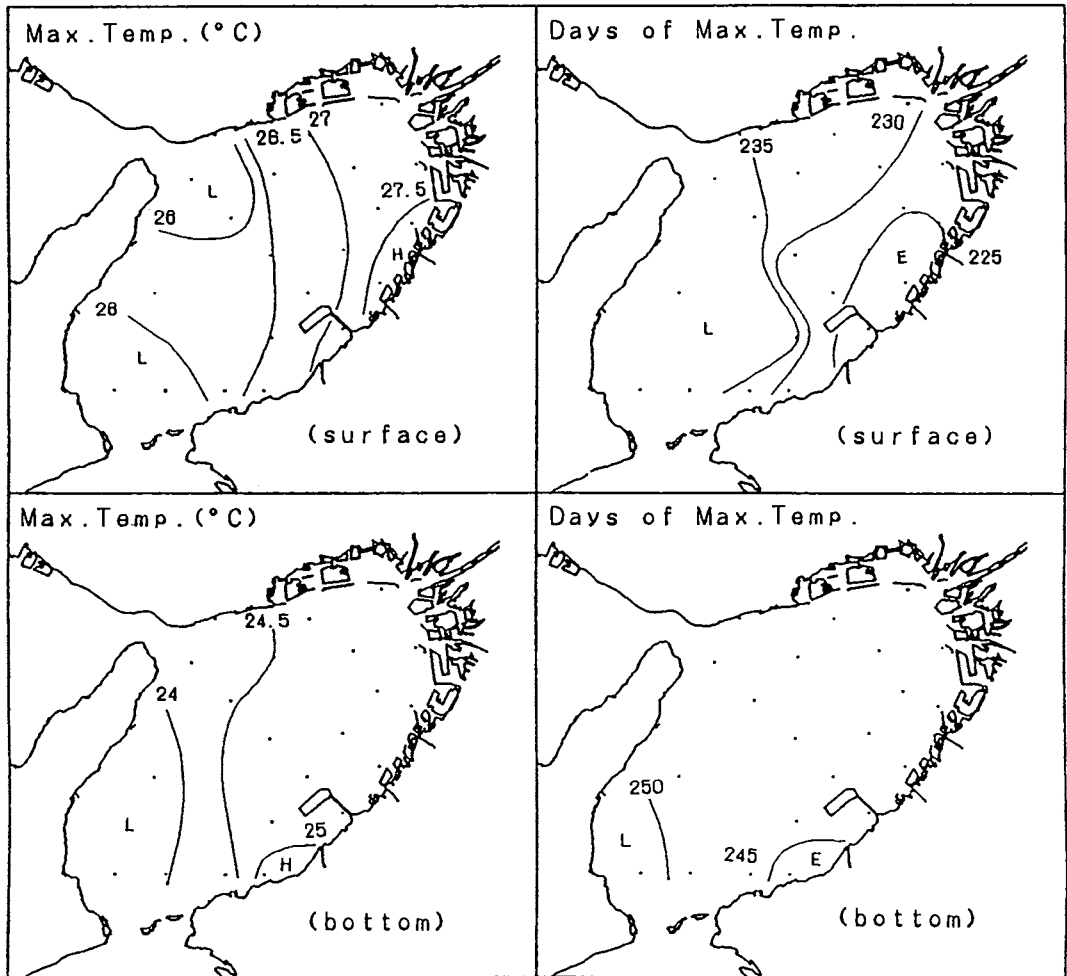 Max.Temp.(°C)
27
26.5
27.5
L
26
H
26
L
(surface)
Days of Max.Temp.
230
235
E
225
L
(surface)
Max.Temp.(°C)
24.5
24
L
25
H
(bottom)
Days of Max.Temp.
250
L
245
E
(bottom)